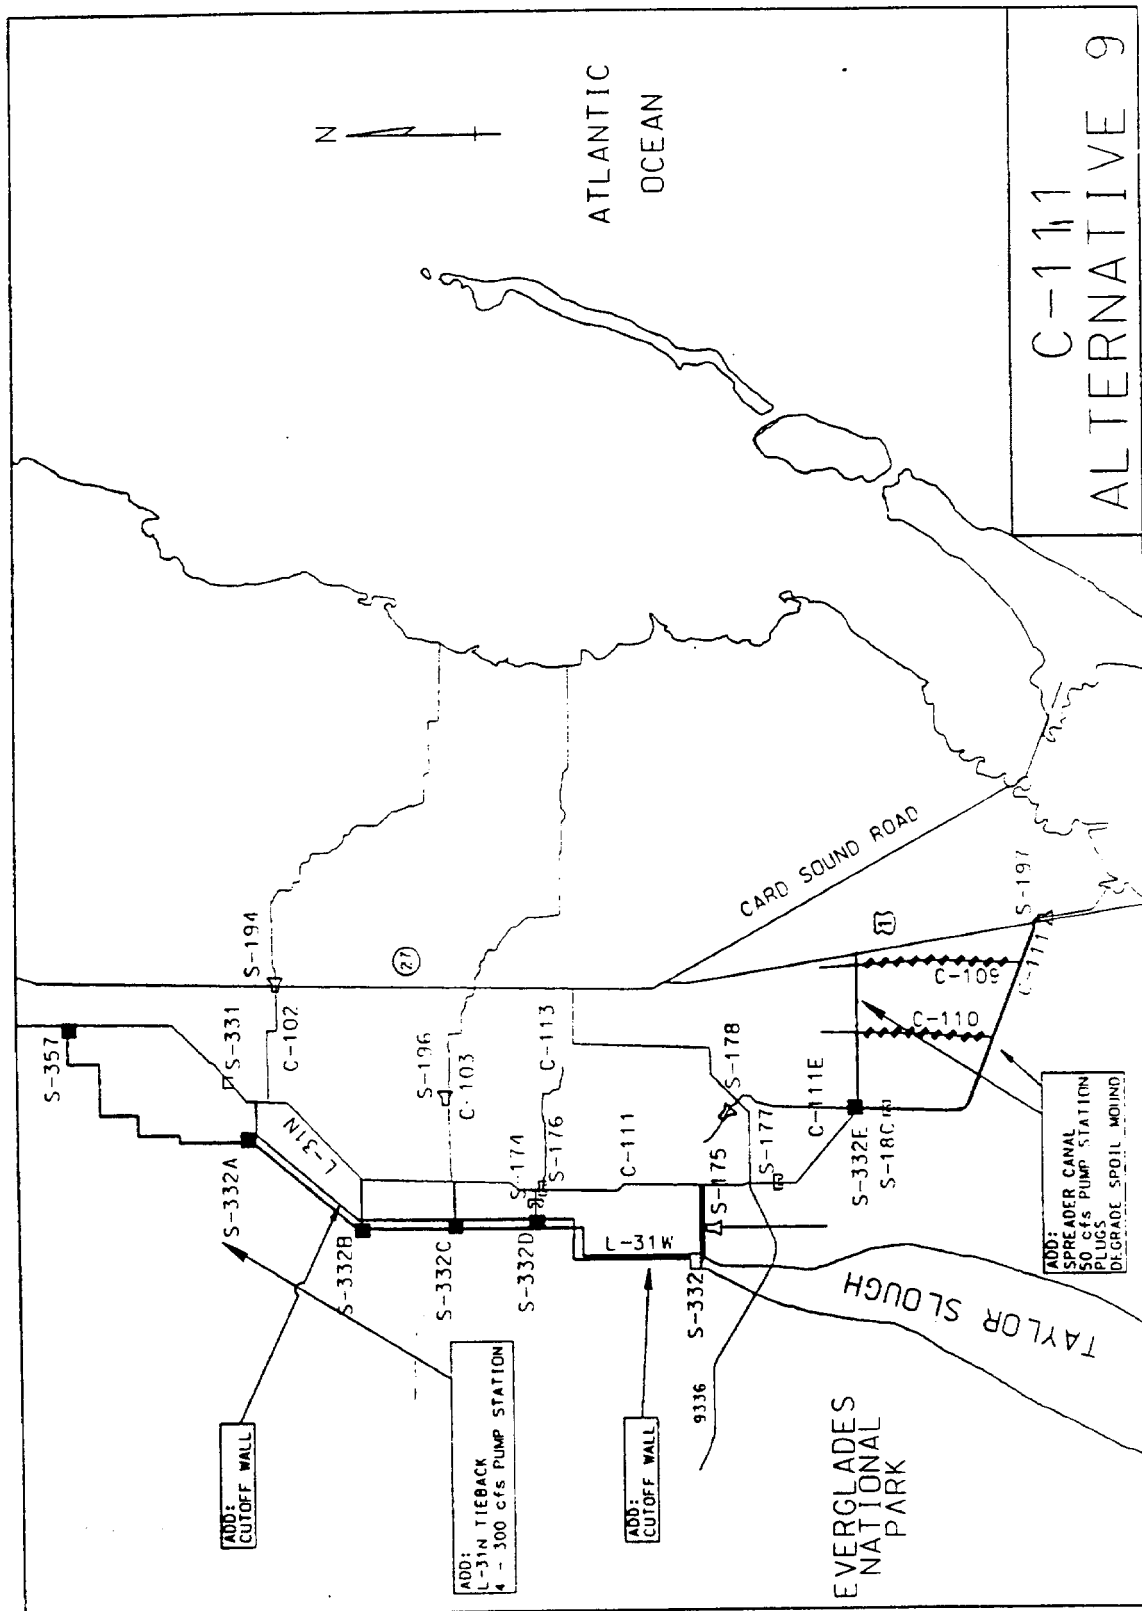 N
ATLANTIC
OCEAN
C-111
ALTERNATIVE 9
S-357
S-331
S-194
C-102
27
S-332A
L-31N
S-196
C-103
C-113
S-332B
S-332C
S-332D
S-174
S-176
C-111
S-178
S-177
S-175
L-31W
S-332
C-111E
S-332E
S-18C
CARD SOUND ROAD
1
S-197
C-111
C-109
C-110
9336
TAYLOR SLOUGH
EVERGLADES
NATIONAL
PARK
ADD:
CUTOFF WALL
ADD:
L-31N TIEBACK
4 - 300 cfs PUMP STATION
ADD:
CUTOFF WALL
ADD:
SPREADER CANAL
50 cfs PUMP STATION
PLUGS
DEGRADE SPOIL MOUND